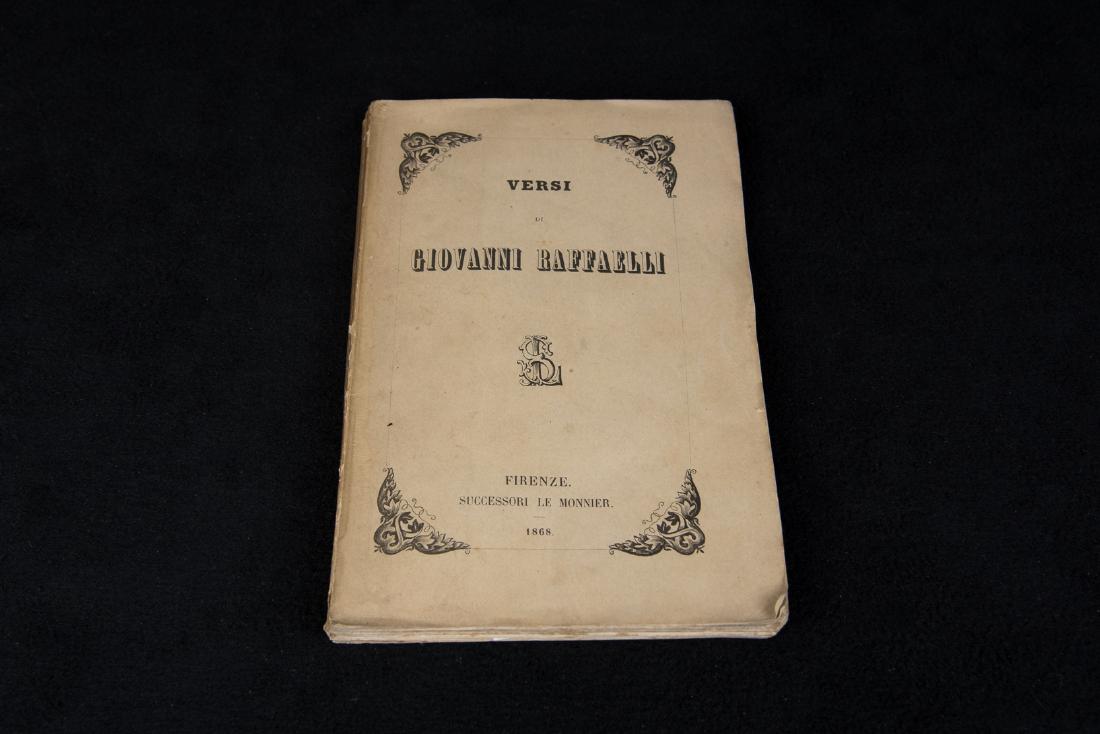 VERSI
DI
GIOVANNI RAFFAELLI
FIRENZE.
SUCCESSORI LE MONNIER.
1868.